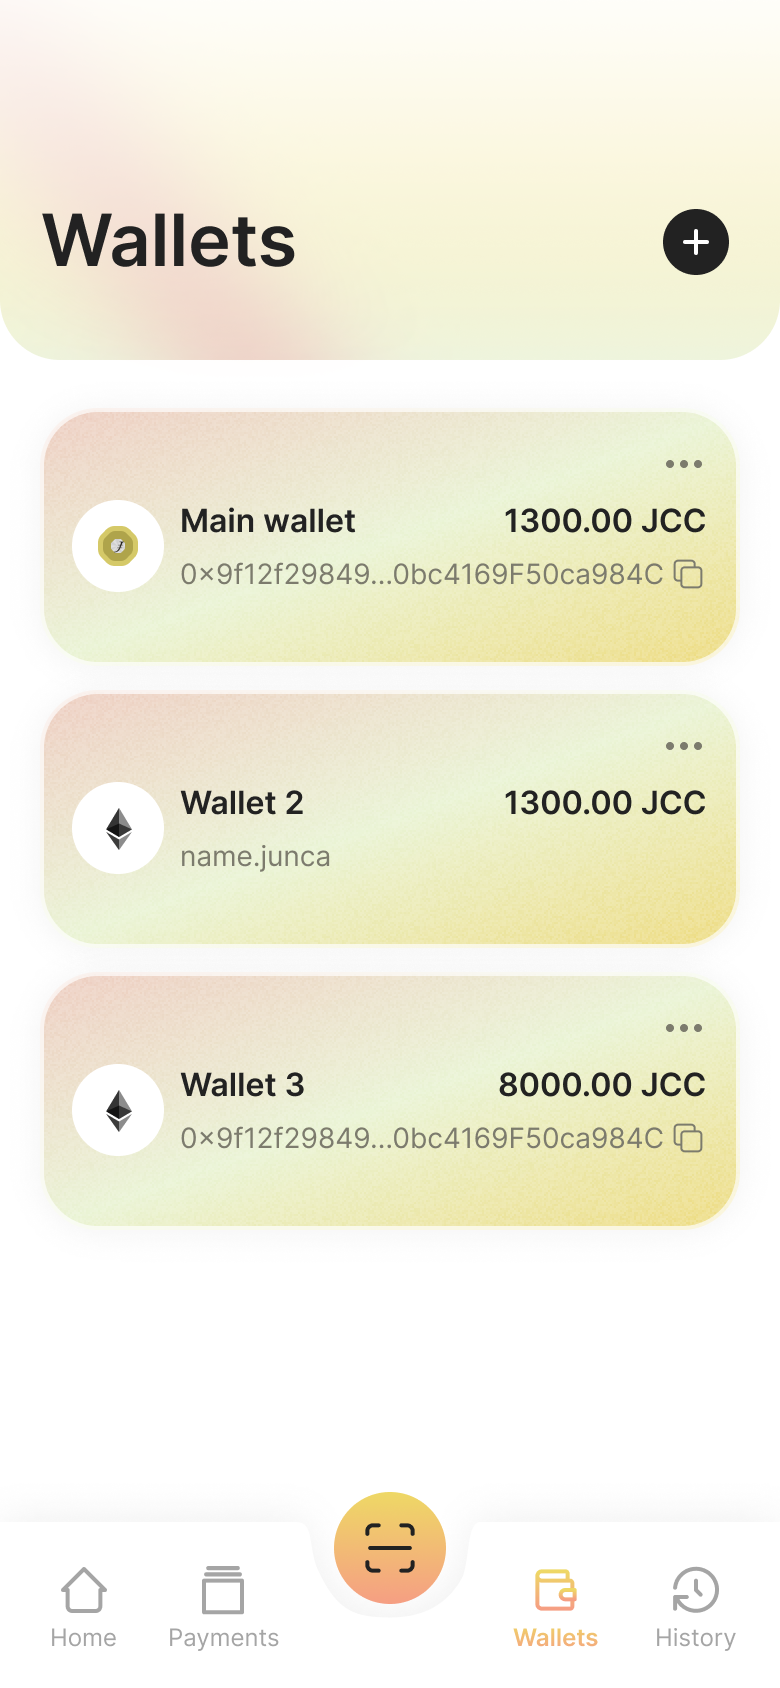 Wallets
Main wallet 1300.00 JCC
0×9f12f29849...0bc4169F50ca984C
Wallet 2 1300.00 JCC
name.junca
Wallet 3 8000.00 JCC
0×9f12f29849...0bc4169F50ca984C
Home Payments Wallets History